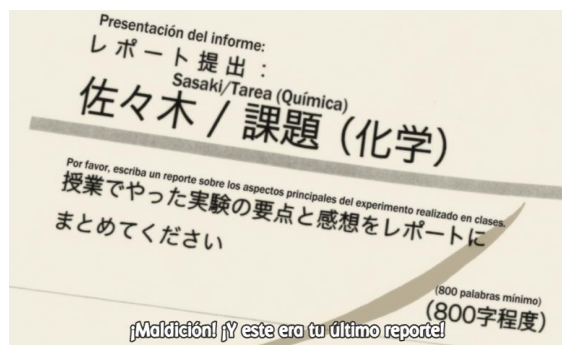 Presentación del informe:
レポート提出：
Sasaki/Tarea (Química)
佐々木 / 課題（化学）
Por favor, escriba un reporte sobre los aspectos principales del experimento realizado en clases.
授業でやった実験の要点と感想をレポートに
まとめてください
(800 palabras mínimo)
（800字程度）
¡Maldición! ¡Y este era tu último reporte!